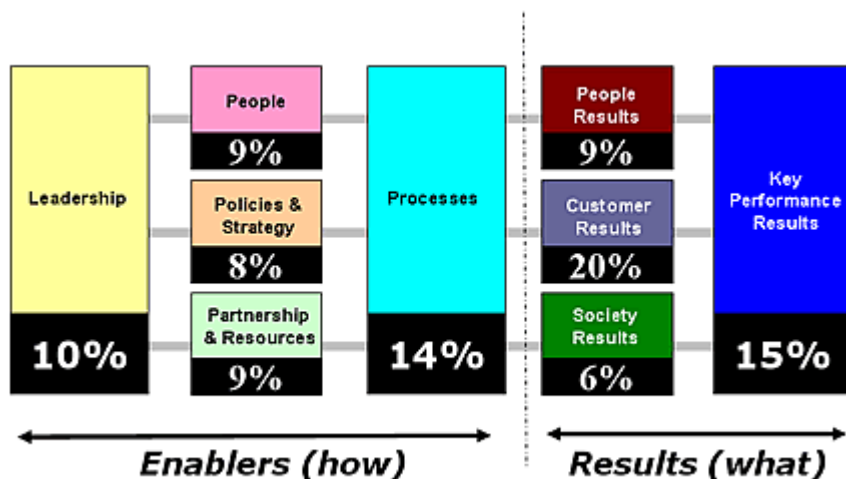 Leadership
10%
People
9%
Policies &
Strategy
8%
Partnership
& Resources
9%
Processes
14%
People
Results
9%
Customer
Results
20%
Society
Results
6%
Key
Performance
Results
15%
Enablers (how)
Results (what)